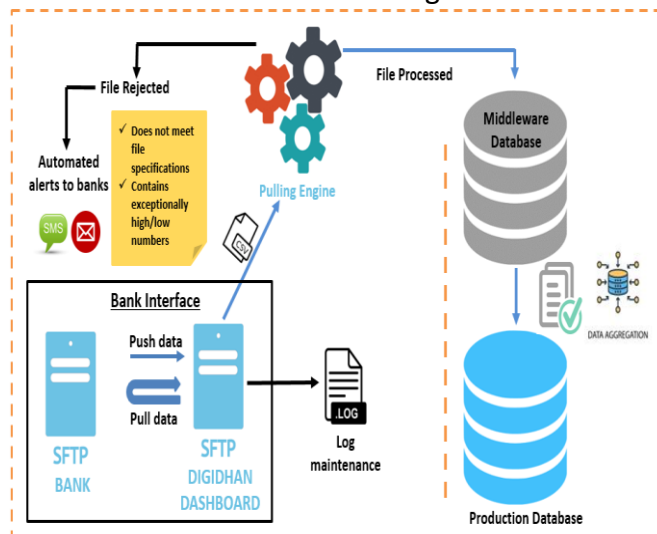 File Rejected
File Processed
✓ Does not meet
file
specifications
✓ Contains
exceptionally
high/low
numbers
Automated
alerts to banks
SMS
Pulling Engine
CSV
Middleware
Database
DATA AGGREGATION
Bank Interface
Push data
Pull data
SFTP
BANK
SFTP
DIGIDHAN
DASHBOARD
.LOG
Log
maintenance
Production Database